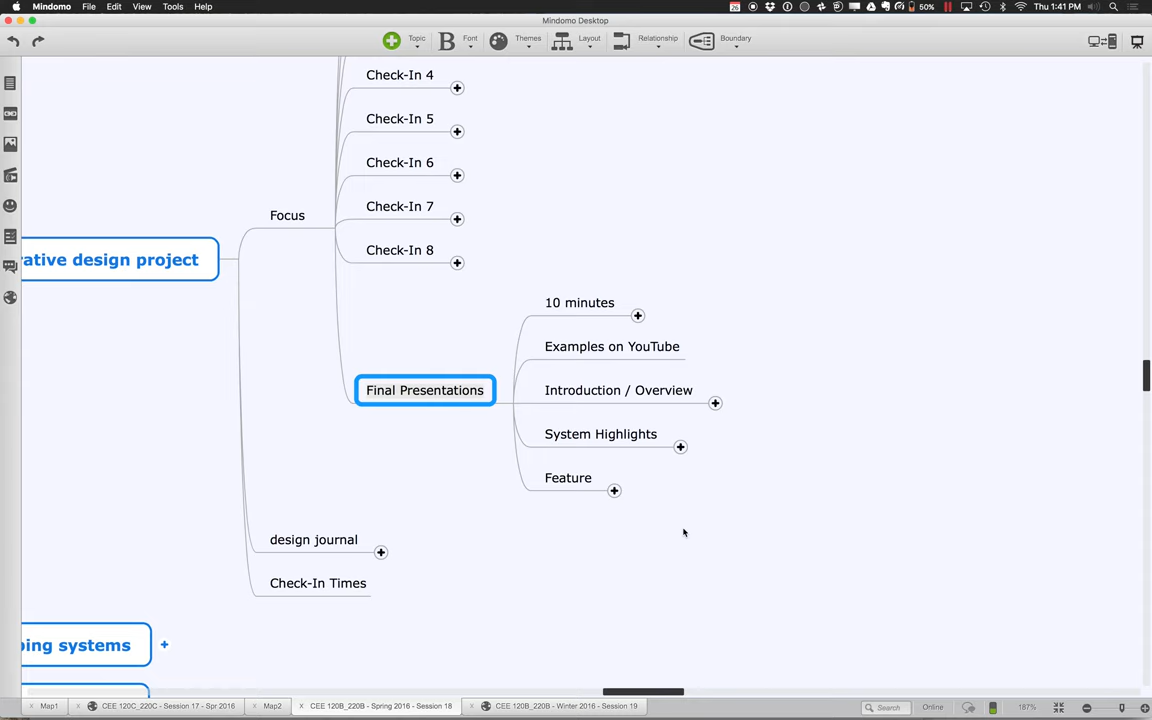 Mindomo File Edit View Tools Help
26 50% Thu 1:41 PM
Mindomo Desktop
Topic Font Themes Layout Relationship Boundary
Check-In 4
Check-In 5
Check-In 6
Check-In 7
Focus
Check-In 8
rative design project
10 minutes
Examples on YouTube
Final Presentations
Introduction / Overview
System Highlights
Feature
design journal
Check-In Times
ping systems
Map1 CEE 120C_220C - Session 17 - Spr 2016 Map2 CEE 120B_220B - Spring 2016 - Session 18 CEE 120B_220B - Winter 2016 - Session 19 Search Online 187%